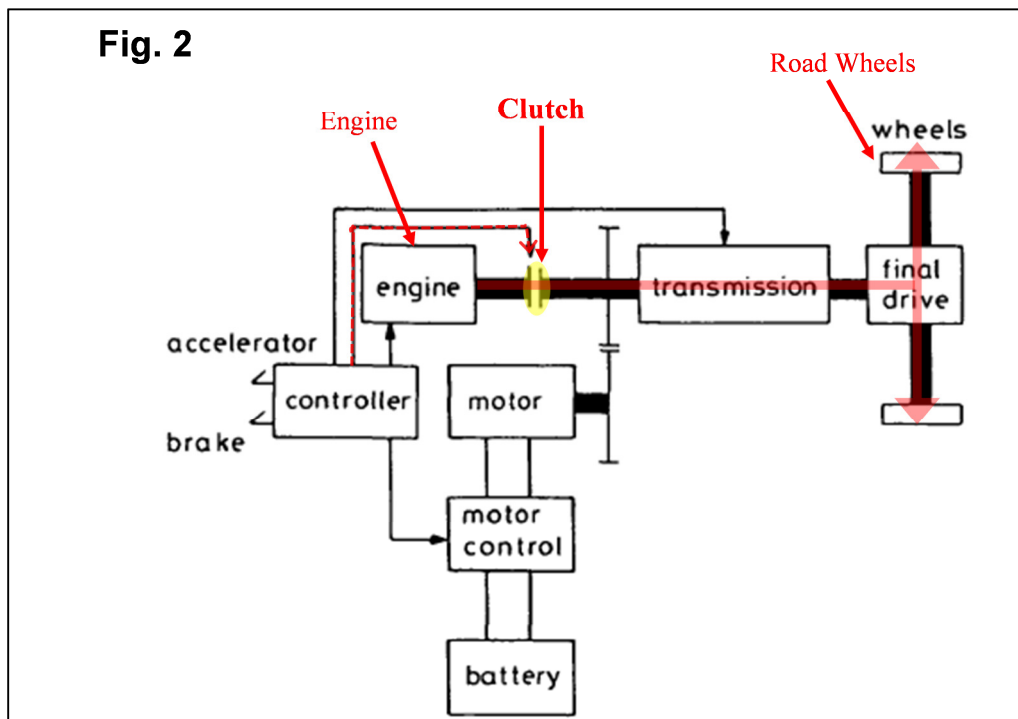 Fig. 2
Road Wheels
Engine
Clutch
wheels
engine
transmission
final
drive
accelerator
controller
motor
brake
motor
control
battery